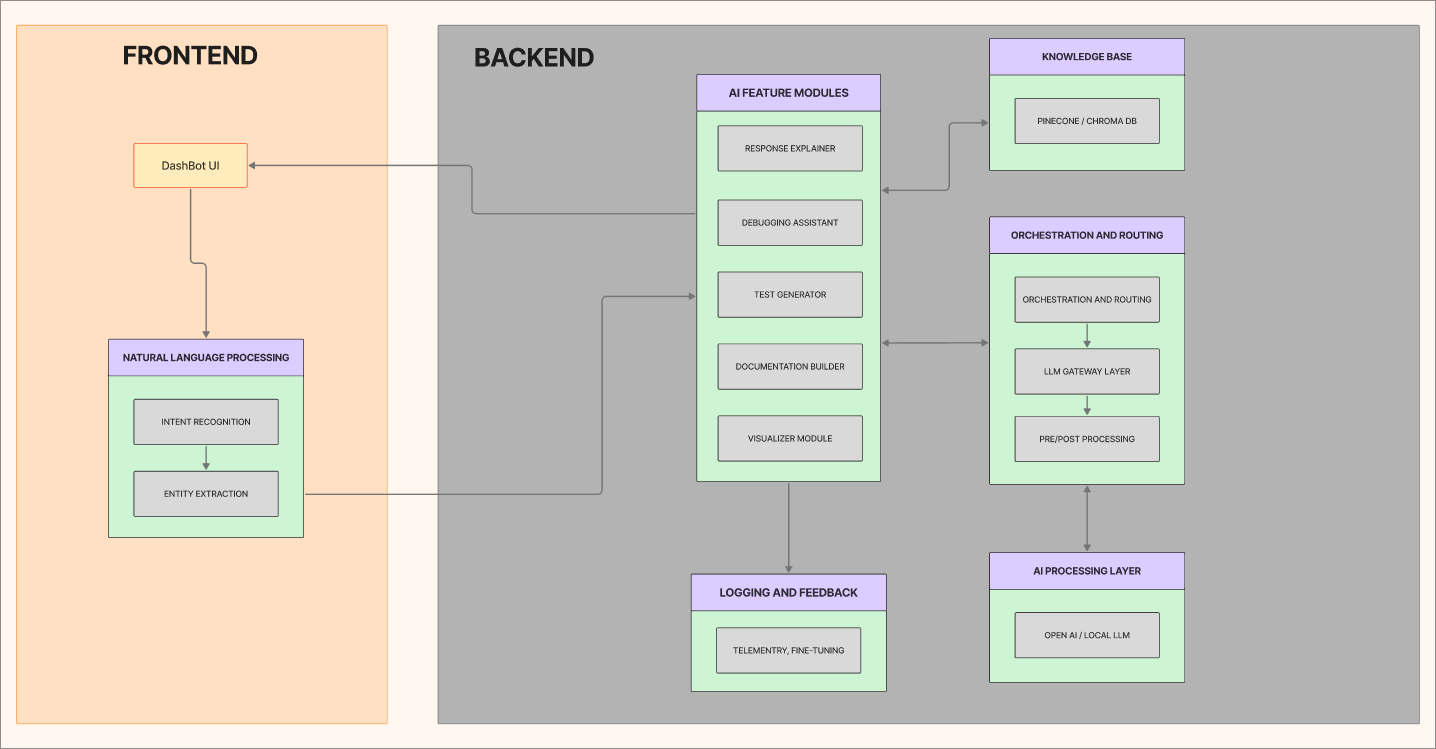 FRONTEND
DashBot UI
NATURAL LANGUAGE PROCESSING
INTENT RECOGNITION
ENTITY EXTRACTION
BACKEND
AI FEATURE MODULES
RESPONSE EXPLAINER
DEBUGGING ASSISTANT
TEST GENERATOR
DOCUMENTATION BUILDER
VISUALIZER MODULE
LOGGING AND FEEDBACK
TELEMENTRY, FINE-TUNING
KNOWLEDGE BASE
PINECONE / CHROMA DB
ORCHESTRATION AND ROUTING
ORCHESTRATION AND ROUTING
LLM GATEWAY LAYER
PRE/POST PROCESSING
AI PROCESSING LAYER
OPEN AI / LOCAL LLM